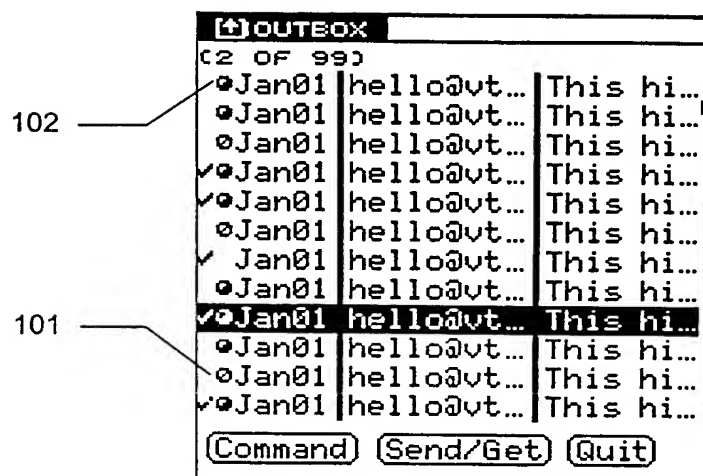 [↑] OUTBOX
(2 OF 99)
Jan01 hello@vt… This hi…
102
Jan01 hello@vt… This hi…
Jan01 hello@vt… This hi…
✓ Jan01 hello@vt… This hi…
✓ Jan01 hello@vt… This hi…
Jan01 hello@vt… This hi…
✓ Jan01 hello@vt… This hi…
Jan01 hello@vt… This hi…
101
✓ Jan01 hello@vt… This hi…
Jan01 hello@vt… This hi…
Jan01 hello@vt… This hi…
✓ Jan01 hello@vt… This hi…
Command Send/Get Quit